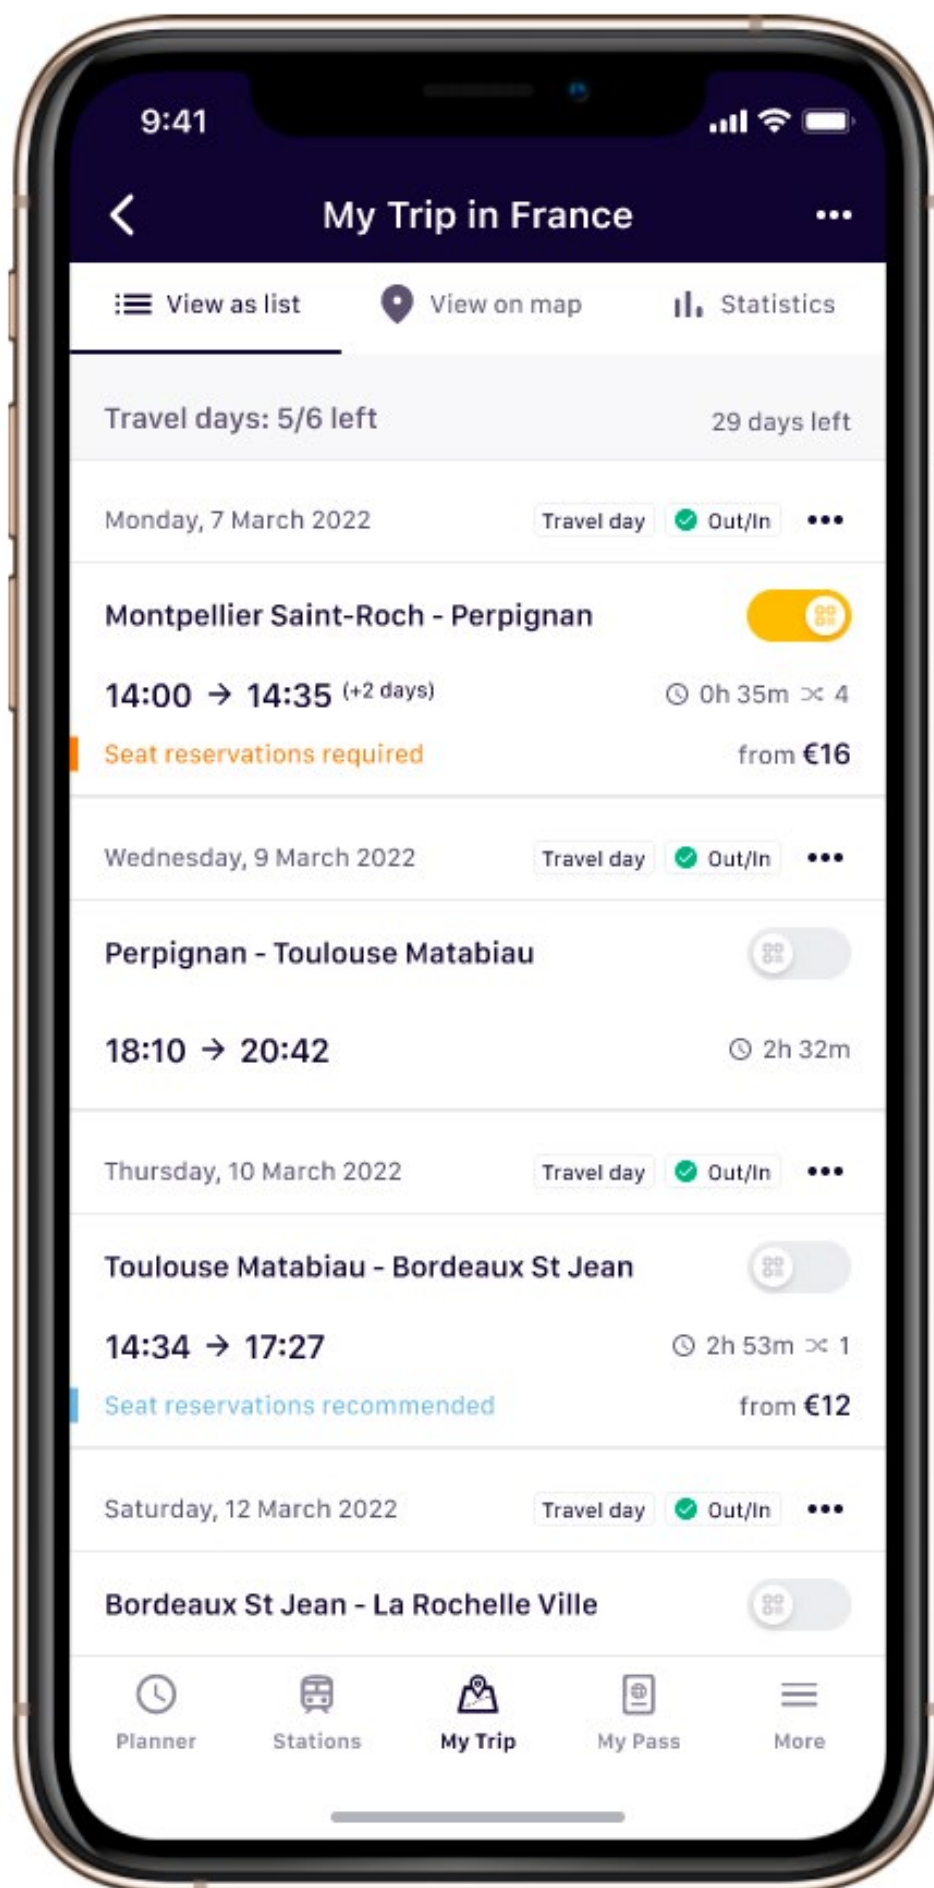 9:41
My Trip in France
View as list View on map Statistics
Travel days: 5/6 left 29 days left
Monday, 7 March 2022 Travel day Out/In
Montpellier Saint-Roch - Perpignan
14:00 → 14:35 (+2 days) 0h 35m 4
Seat reservations required from €16
Wednesday, 9 March 2022 Travel day Out/In
Perpignan - Toulouse Matabiau
18:10 → 20:42 2h 32m
Thursday, 10 March 2022 Travel day Out/In
Toulouse Matabiau - Bordeaux St Jean
14:34 → 17:27 2h 53m 1
Seat reservations recommended from €12
Saturday, 12 March 2022 Travel day Out/In
Bordeaux St Jean - La Rochelle Ville
Planner Stations My Trip My Pass More